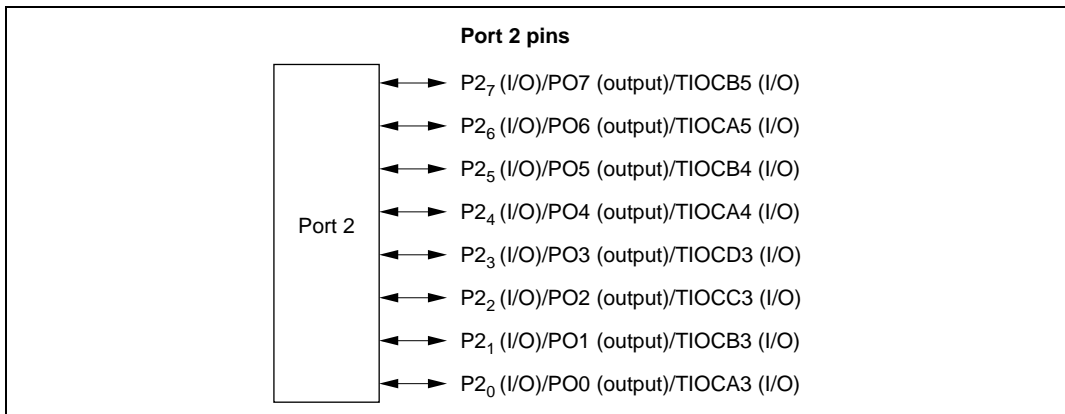 Port 2 pins
P2₇ (I/O)/PO7 (output)/TIOCB5 (I/O)
P2₆ (I/O)/PO6 (output)/TIOCA5 (I/O)
P2₅ (I/O)/PO5 (output)/TIOCB4 (I/O)
P2₄ (I/O)/PO4 (output)/TIOCA4 (I/O)
Port 2
P2₃ (I/O)/PO3 (output)/TIOCD3 (I/O)
P2₂ (I/O)/PO2 (output)/TIOCC3 (I/O)
P2₁ (I/O)/PO1 (output)/TIOCB3 (I/O)
P2₀ (I/O)/PO0 (output)/TIOCA3 (I/O)